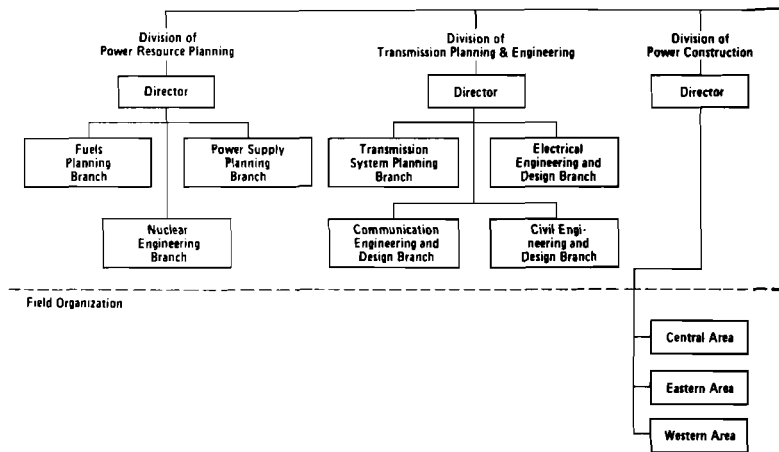 Division of
Power Resource Planning
Division of
Transmission Planning & Engineering
Division of
Power Construction
Director
Director
Director
Fuels
Planning
Branch
Power Supply
Planning
Branch
Transmission
System Planning
Branch
Electrical
Engineering and
Design Branch
Nuclear
Engineering
Branch
Communication
Engineering and
Design Branch
Civil Engi-
neering and
Design Branch
Field Organization
Central Area
Eastern Area
Western Area